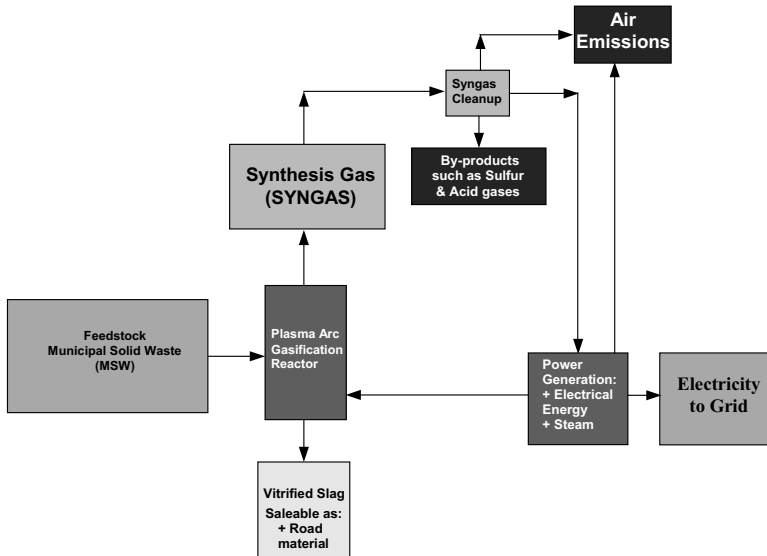 Air
Emissions
Syngas
Cleanup
By-products
such as Sulfur
& Acid gases
Synthesis Gas
(SYNGAS)
Feedstock
Municipal Solid Waste
(MSW)
Plasma Arc
Gasification
Reactor
Power
Generation:
+ Electrical
Energy
+ Steam
Electricity
to Grid
Vitrified Slag
Saleable as:
+ Road
material